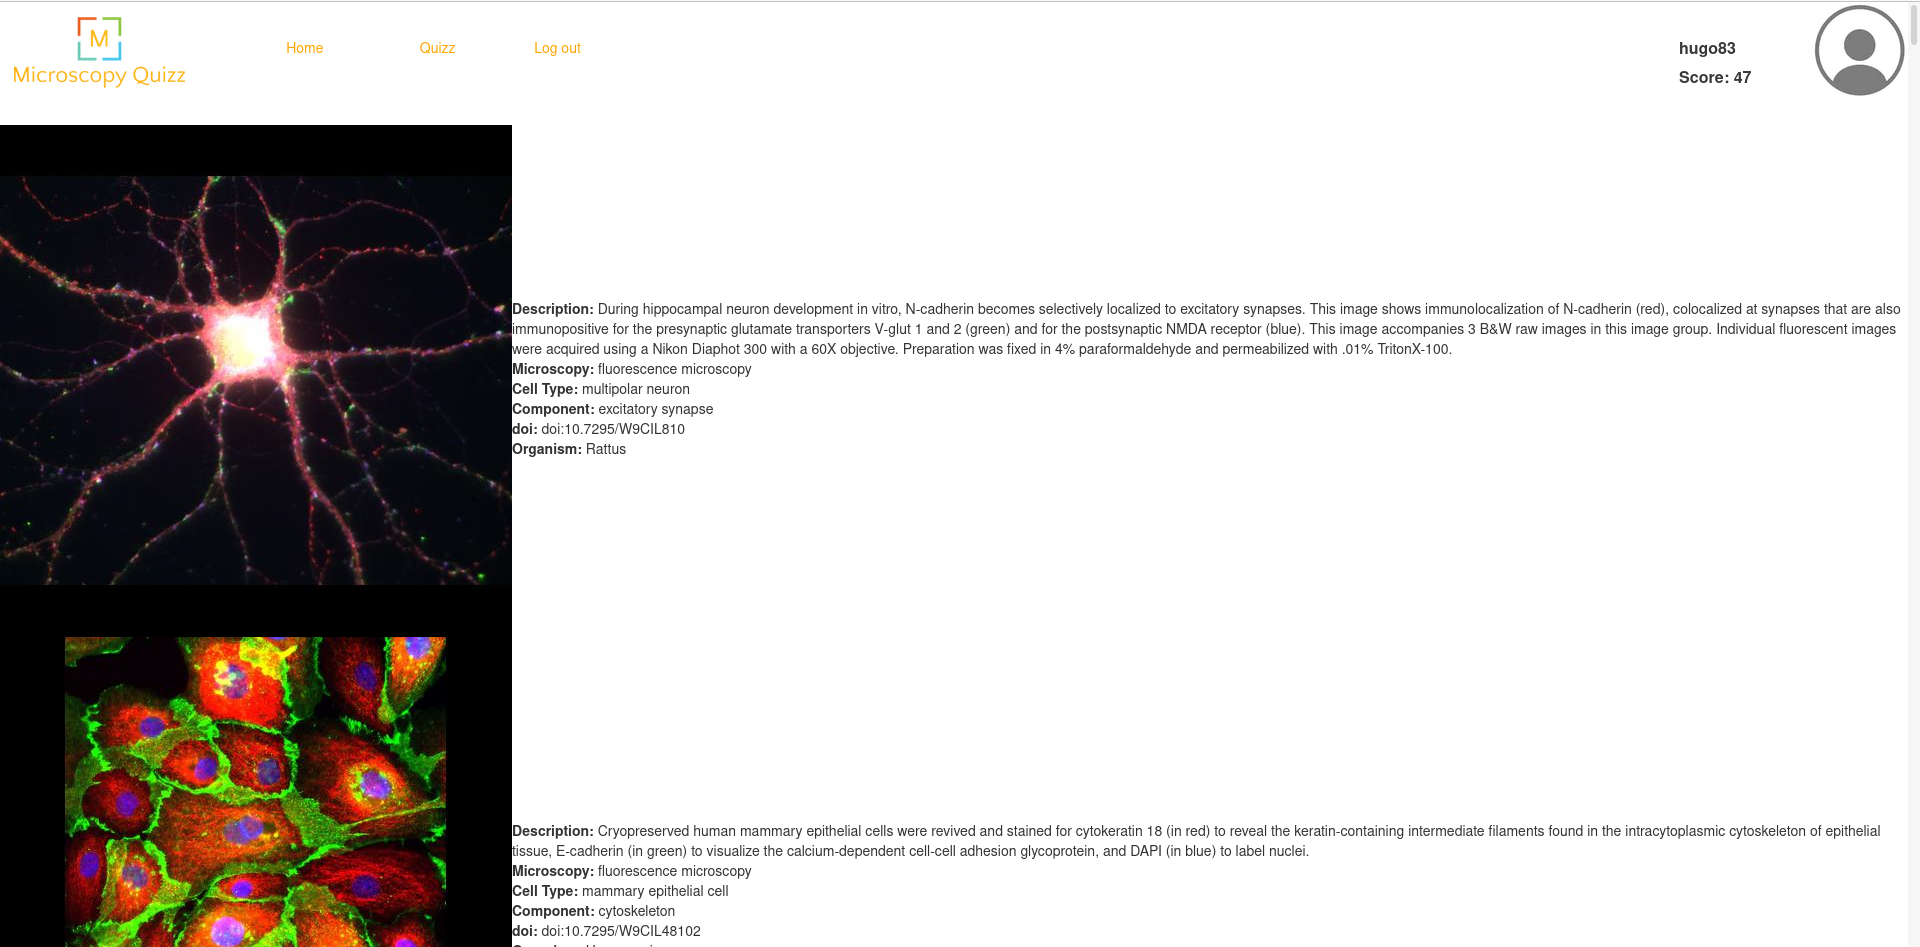 M
Microscopy Quizz
Home
Quizz
Log out
hugo83
Score: 47
Description: During hippocampal neuron development in vitro, N-cadherin becomes selectively localized to excitatory synapses. This image shows immunolocalization of N-cadherin (red), colocalized at synapses that are also
immunopositive for the presynaptic glutamate transporters V-glut 1 and 2 (green) and for the postsynaptic NMDA receptor (blue). This image accompanies 3 B&W raw images in this image group. Individual fluorescent images
were acquired using a Nikon Diaphot 300 with a 60X objective. Preparation was fixed in 4% paraformaldehyde and permeabilized with .01% TritonX-100.
Microscopy: fluorescence microscopy
Cell Type: multipolar neuron
Component: excitatory synapse
doi: doi:10.7295/W9CIL810
Organism: Rattus
Description: Cryopreserved human mammary epithelial cells were revived and stained for cytokeratin 18 (in red) to reveal the keratin-containing intermediate filaments found in the intracytoplasmic cytoskeleton of epithelial
tissue, E-cadherin (in green) to visualize the calcium-dependent cell-cell adhesion glycoprotein, and DAPI (in blue) to label nuclei.
Microscopy: fluorescence microscopy
Cell Type: mammary epithelial cell
Component: cytoskeleton
doi: doi:10.7295/W9CIL48102